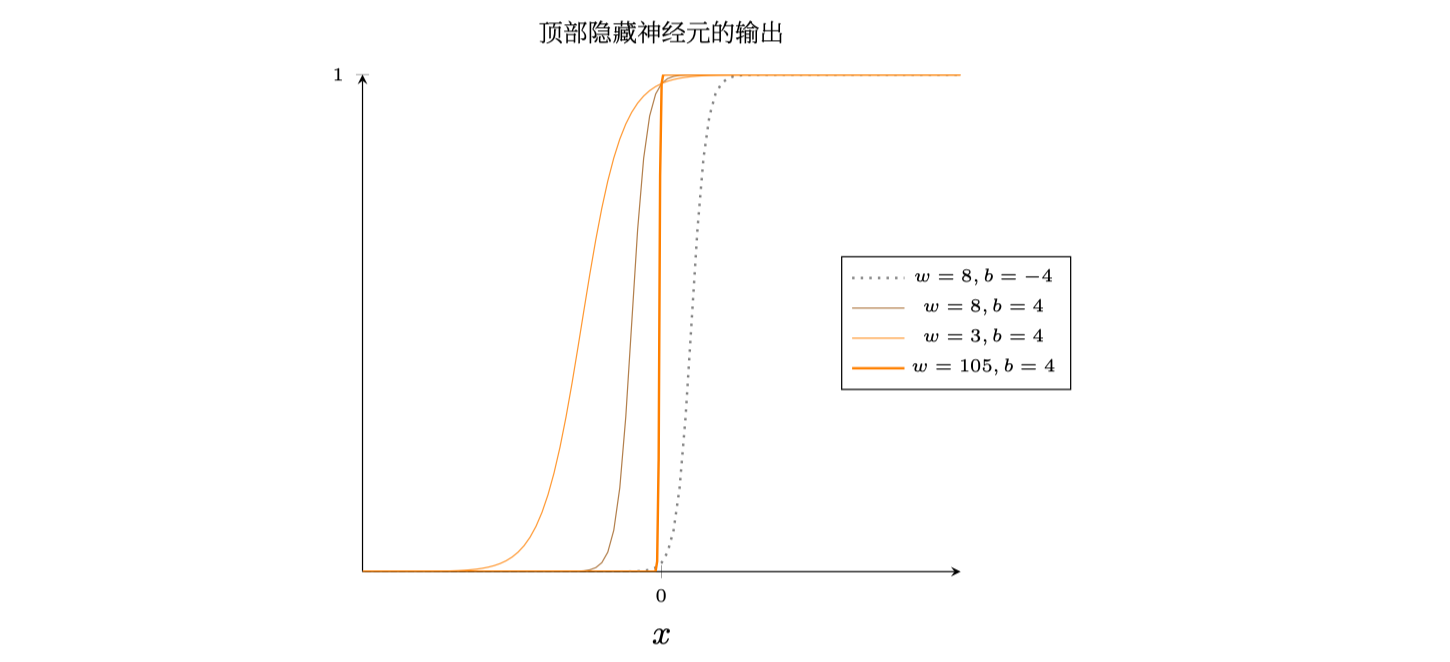 顶部隐藏神经元的输出
1
w = 8, b = −4
w = 8, b = 4
w = 3, b = 4
w = 105, b = 4
0
x